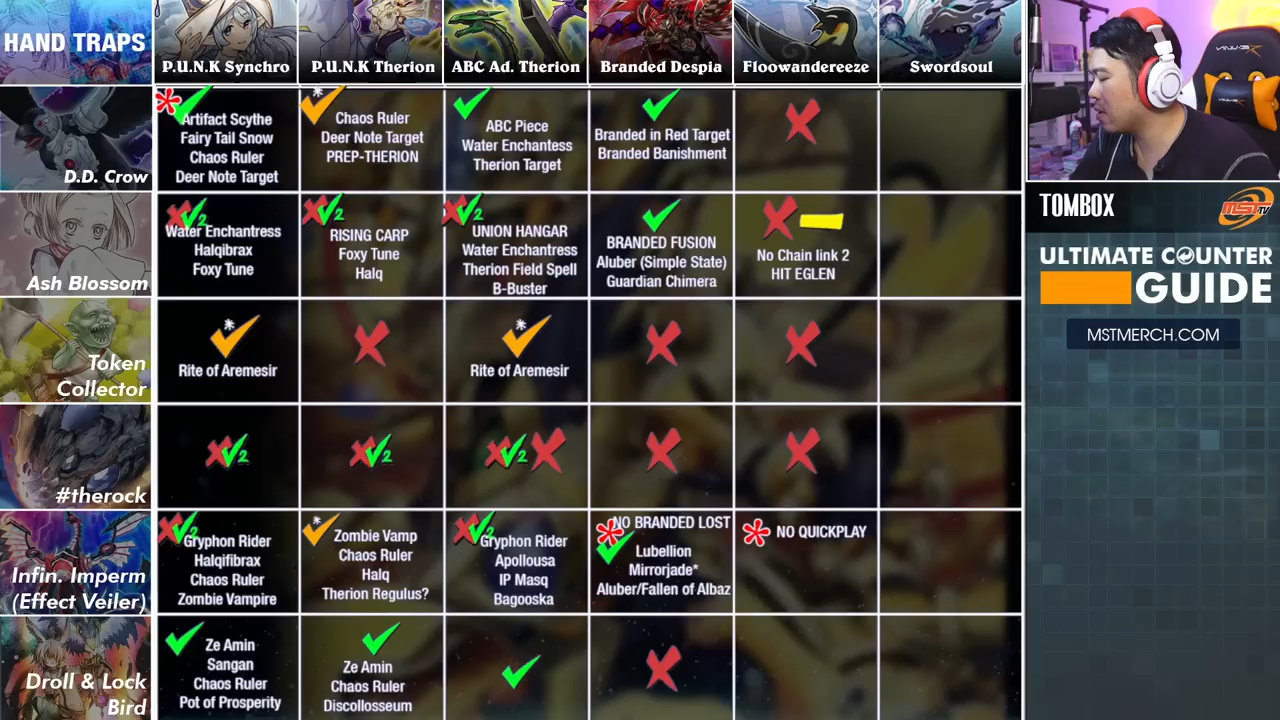 HAND TRAPS
P.U.N.K Synchro
P.U.N.K Therion
ABC Ad. Therion
Branded Despia
Floowandereeze
Swordsoul
D.D. Crow
*
Artifact Scythe
Fairy Tail Snow
Chaos Ruler
Deer Note Target
*
Chaos Ruler
Deer Note Target
PREP-THERION
ABC Piece
Water Enchantess
Therion Target
Branded in Red Target
Branded Banishment
Ash Blossom
2
Water Enchantress
Halqibrax
Foxy Tune
2
RISING CARP
Foxy Tune
Halq
2
UNION HANGAR
Water Enchantress
Therion Field Spell
B-Buster
BRANDED FUSION
Aluber (Simple State)
Guardian Chimera
No Chain link 2
HIT EGLEN
Token
Collector
*
Rite of Aremesir
*
Rite of Aremesir
#therock
2
2
2
Infin. Imperm
(Effect Veiler)
2
Gryphon Rider
Halqifibrax
Chaos Ruler
Zombie Vampire
*
Zombie Vamp
Chaos Ruler
Halq
Therion Regulus?
2
Gryphon Rider
Apollousa
IP Masq
Bagooska
*
NO BRANDED LOST
Lubellion
Mirrorjade*
Aluber/Fallen of Albaz
* NO QUICKPLAY
Droll & Lock
Bird
Ze Amin
Sangan
Chaos Ruler
Pot of Prosperity
Ze Amin
Chaos Ruler
Discollosseum
TOMBOX
MST TV
ULTIMATE COUNTER
GUIDE
MSTMERCH.COM